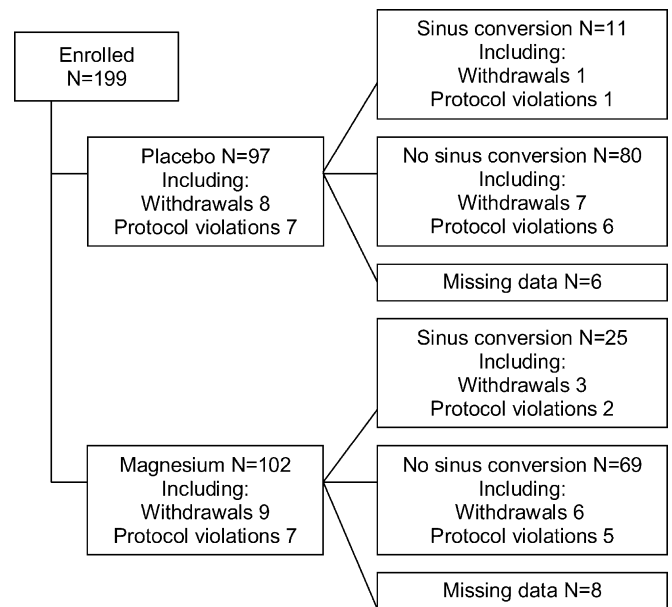 Enrolled
N=199
Placebo N=97
Including:
Withdrawals 8
Protocol violations 7
Sinus conversion N=11
Including:
Withdrawals 1
Protocol violations 1
No sinus conversion N=80
Including:
Withdrawals 7
Protocol violations 6
Missing data N=6
Magnesium N=102
Including:
Withdrawals 9
Protocol violations 7
Sinus conversion N=25
Including:
Withdrawals 3
Protocol violations 2
No sinus conversion N=69
Including:
Withdrawals 6
Protocol violations 5
Missing data N=8